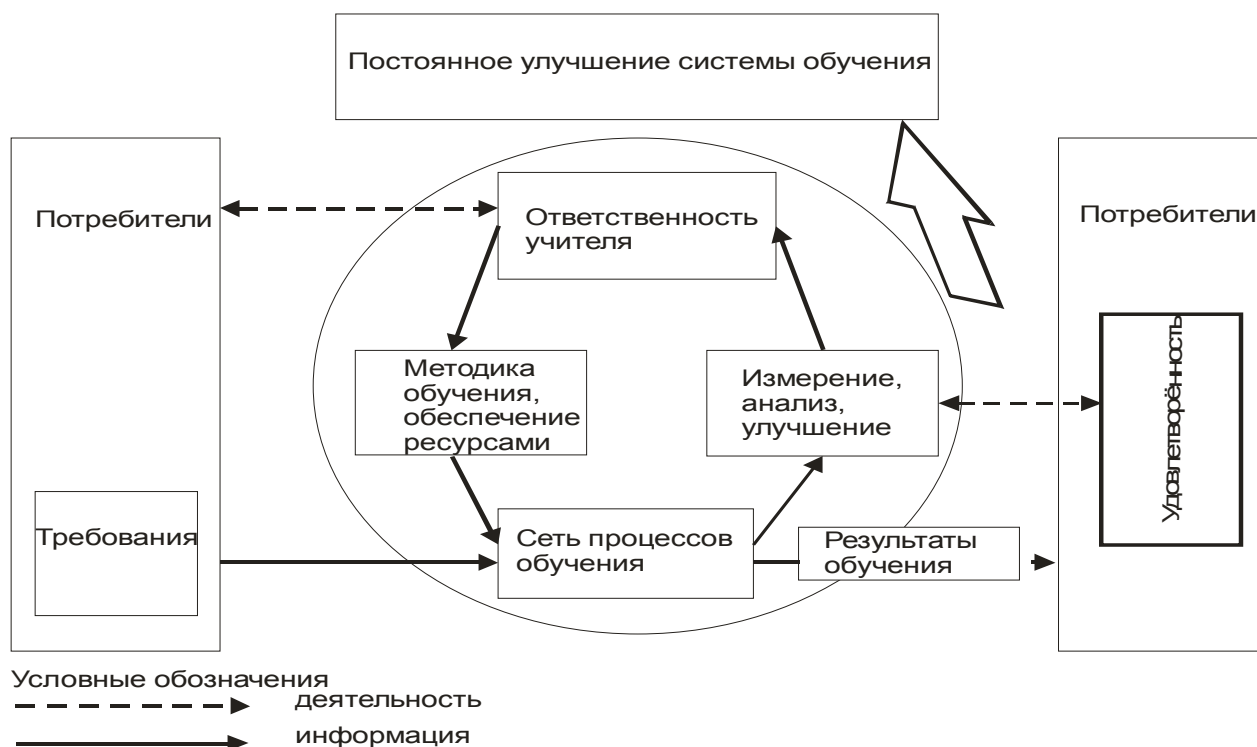 Постоянное улучшение системы обучения
Потребители
Ответственность
учителя
Потребители
Методика
обучения,
обеспечение
ресурсами
Измерение,
анализ,
улучшение
Удовлетворённость
Требования
Сеть процессов
обучения
Результаты
обучения
Условные обозначения
деятельность
информация